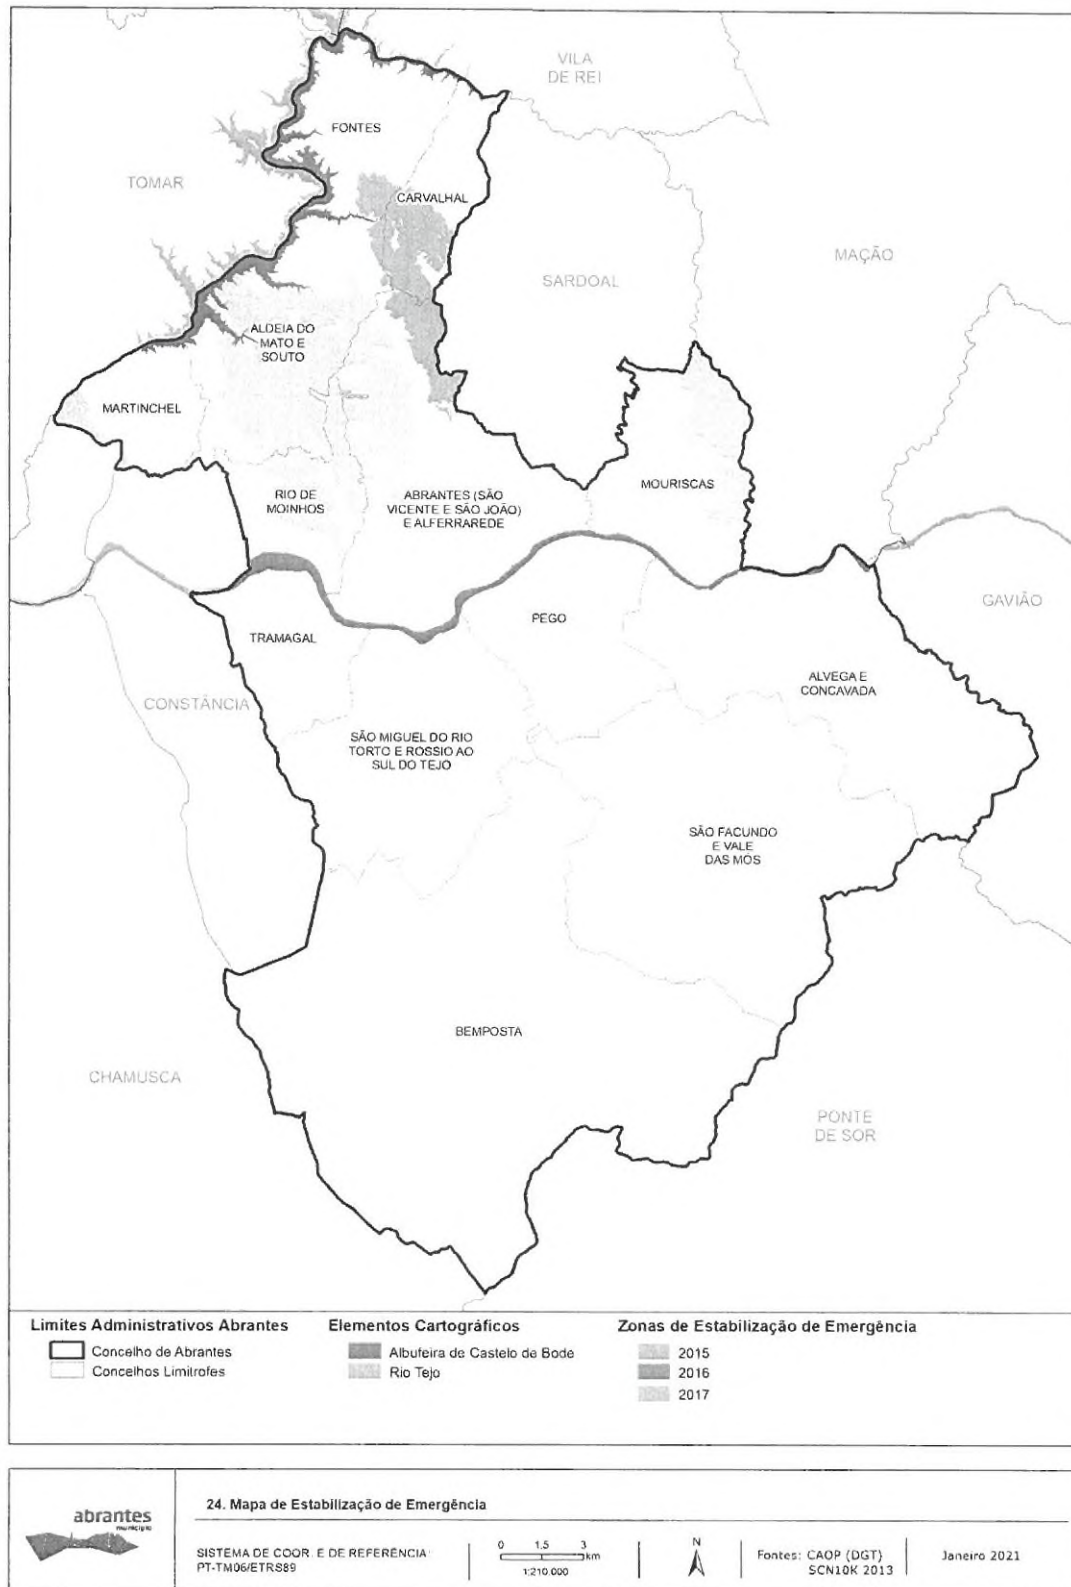 VILA
DE REI
FONTES
TOMAR
CARVALHAL
MAÇÃO
SARDOAL
ALDEIA DO
MATO E
SOUTO
MARTINCHEL
MOURISCAS
RIO DE
MOINHOS
ABRANTES (SÃO
VICENTE E SÃO JOÃO)
E ALFERRAREDE
GAVIÃO
PEGO
TRAMAGAL
ALVEGA E
CONCAVADA
CONSTÂNCIA
SÃO MIGUEL DO RIO
TORTO E ROSSIO AO
SUL DO TEJO
SÃO FACUNDO
E VALE
DAS MÓS
BEMPOSTA
CHAMUSCA
PONTE
DE SOR
Limites Administrativos Abrantes
Concelho de Abrantes
Concelhos Limitrofes
Elementos Cartográficos
Albufeira de Castelo de Bode
Rio Tejo
Zonas de Estabilização de Emergência
2015
2016
2017
abrantes
município
24. Mapa de Estabilização de Emergência
SISTEMA DE COOR. E DE REFERÊNCIA:
PT-TM06/ETRS89
0 1,5 3
km
1:210.000
N
Fontes: CAOP (DGT)
SCN10K 2013
Janeiro 2021